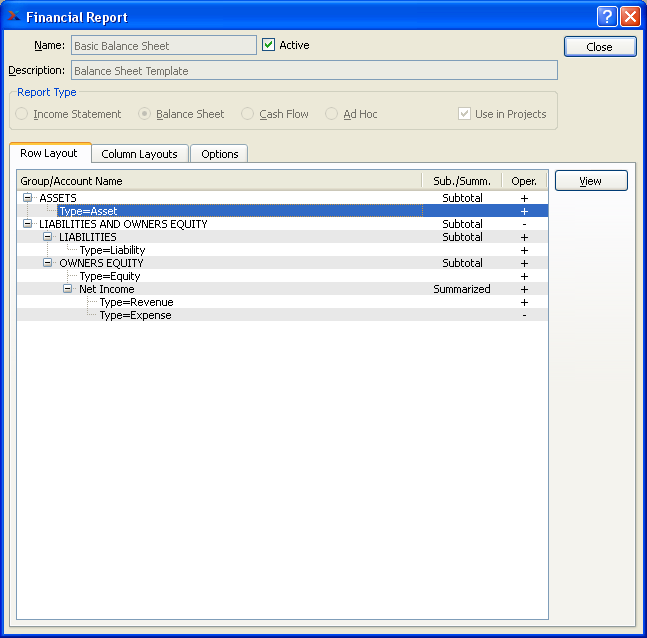 Financial Report
Name: Basic Balance Sheet Active Close
Description: Balance Sheet Template
Report Type
Income Statement Balance Sheet Cash Flow Ad Hoc Use in Projects
Row Layout Column Layouts Options
Group/Account Name Sub./Summ. Oper. View
ASSETS Subtotal +
Type=Asset +
LIABILITIES AND OWNERS EQUITY Subtotal -
LIABILITIES Subtotal +
Type=Liability +
OWNERS EQUITY Subtotal +
Type=Equity +
Net Income Summarized +
Type=Revenue +
Type=Expense -